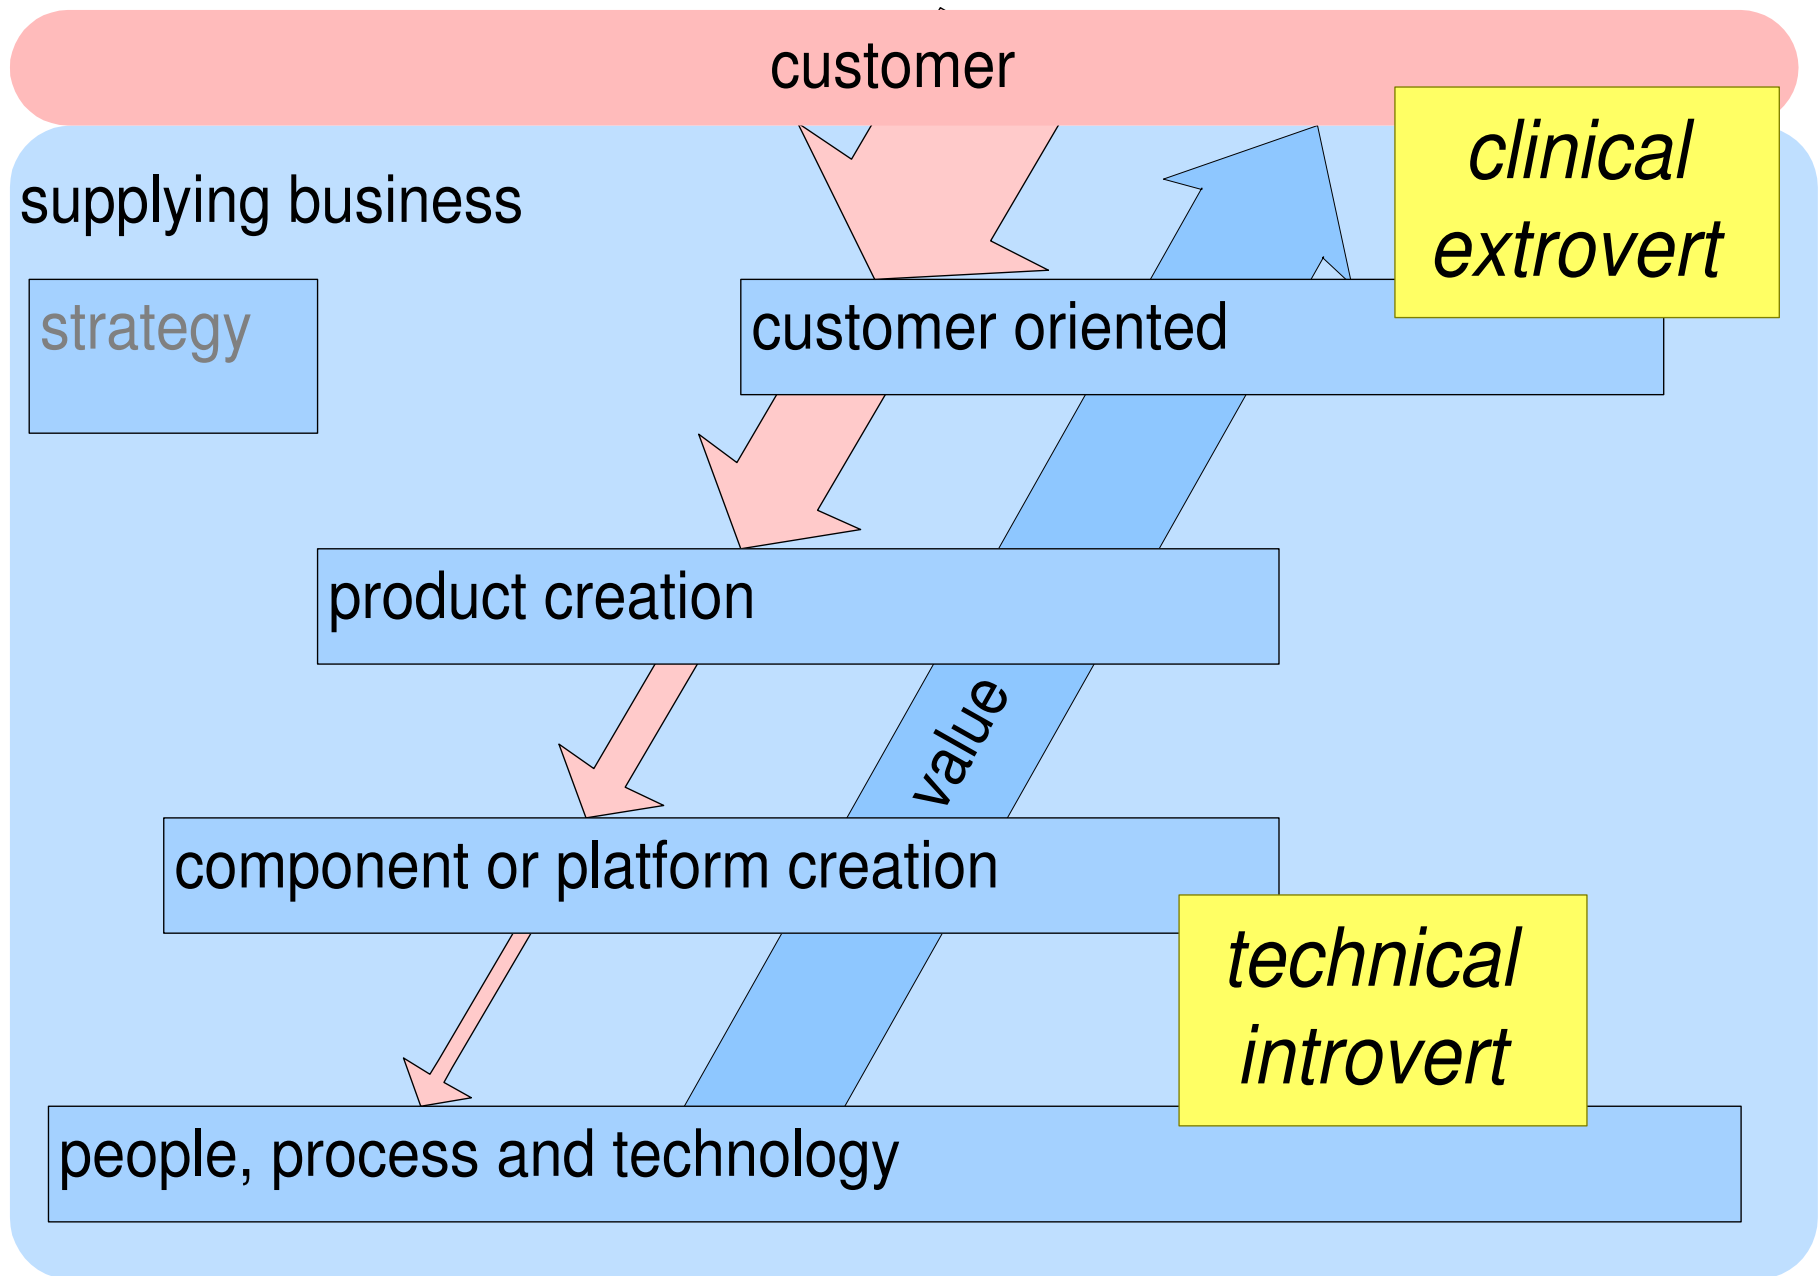 customer
clinical
extrovert
supplying business
strategy
customer oriented
product creation
value
component or platform creation
technical
introvert
people, process and technology